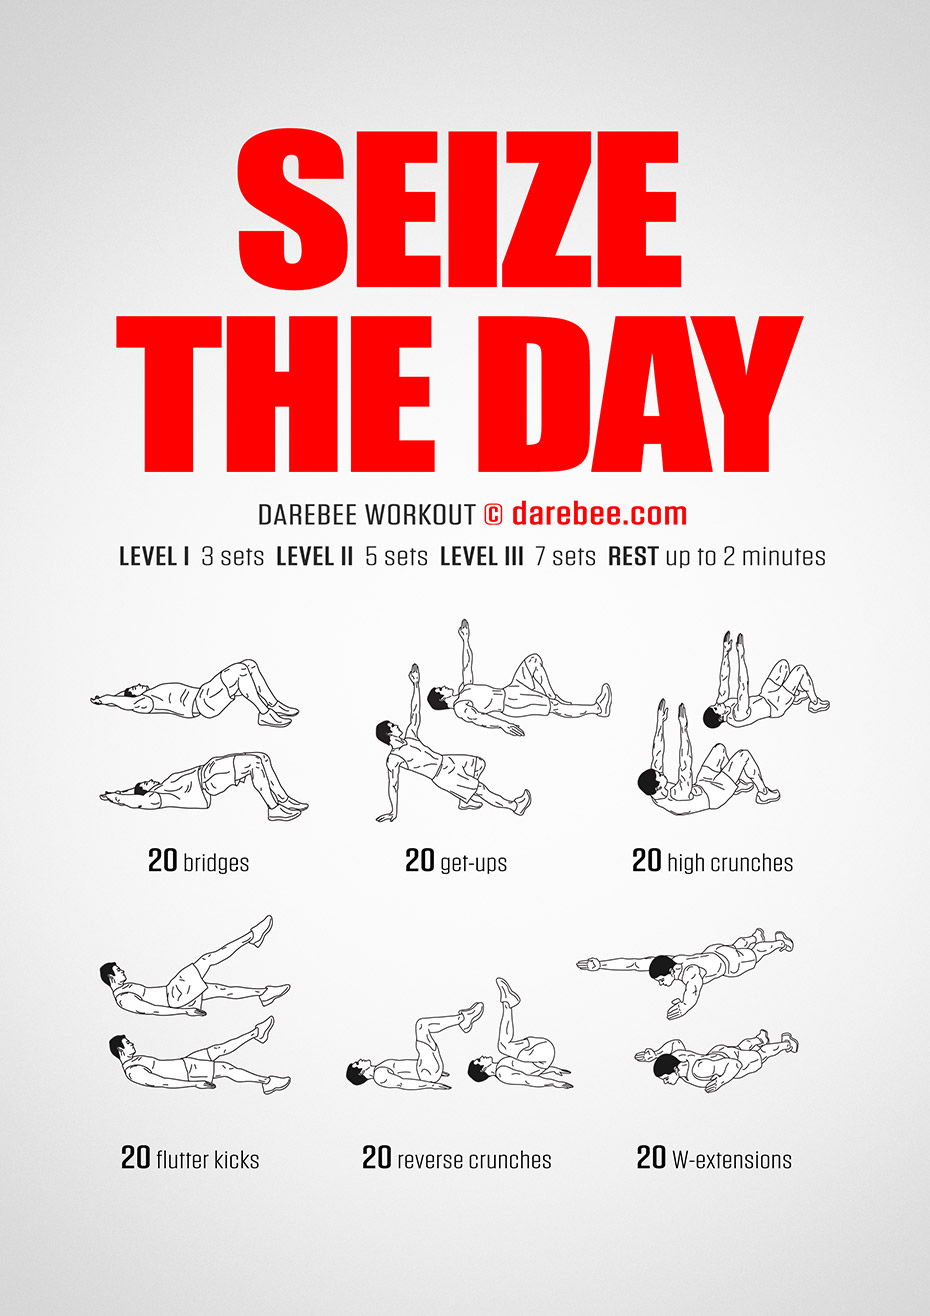 SEIZE
THE DAY
DAREBEE WORKOUT © darebee.com
LEVEL I 3 sets LEVEL II 5 sets LEVEL III 7 sets REST up to 2 minutes
20 bridges
20 get-ups
20 high crunches
20 flutter kicks
20 reverse crunches
20 W-extensions